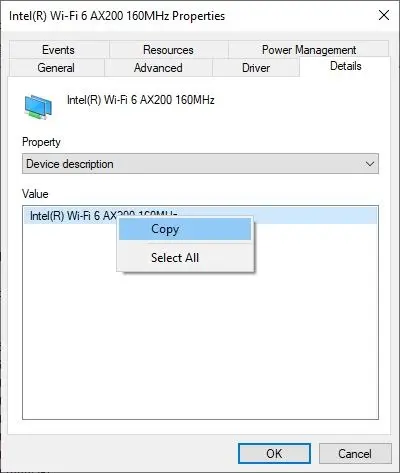 Intel(R) Wi-Fi 6 AX200 160MHz Properties
Events Resources Power Management
General Advanced Driver Details
Intel(R) Wi-Fi 6 AX200 160MHz
Property
Device description
Value
Intel(R) Wi-Fi 6 AX200 160MHz
Copy
Select All
OK Cancel